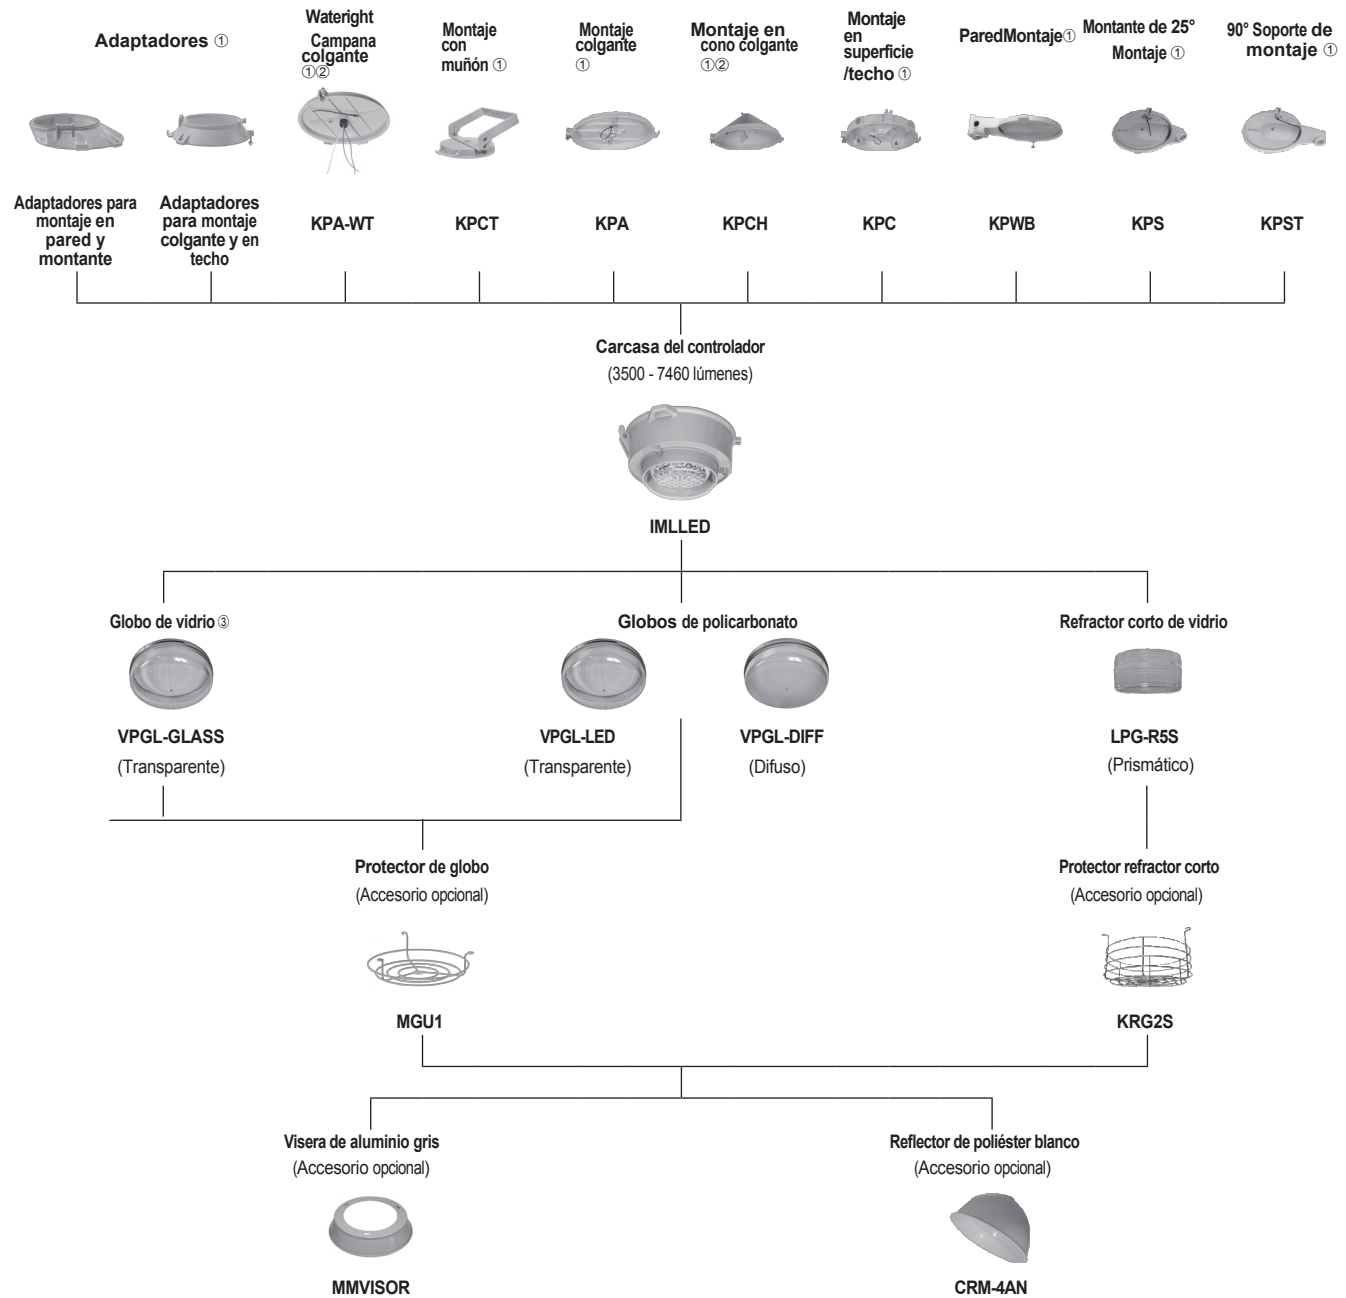 Adaptadores ①
Wateright
Campana
colgante
①②
Montaje
con
muñón ①
Montaje
colgante
①
Montaje en
cono colgante
①②
Montaje
en
superficie
/techo ①
ParedMontaje①
Montante de 25°
Montaje ①
90° Soporte de
montaje ①
Adaptadores para
montaje en
pared y
montante
Adaptadores
para montaje
colgante y en
techo
KPA-WT
KPCT
KPA
KPCH
KPC
KPWB
KPS
KPST
Carcasa del controlador
(3500 - 7460 lúmenes)
IMLLED
Globo de vidrio ③
Globos de policarbonato
Refractor corto de vidrio
VPGL-GLASS
(Transparente)
VPGL-LED
(Transparente)
VPGL-DIFF
(Difuso)
LPG-R5S
(Prismático)
Protector de globo
(Accesorio opcional)
Protector refractor corto
(Accesorio opcional)
MGU1
KRG2S
Visera de aluminio gris
(Accesorio opcional)
Reflector de poliéster blanco
(Accesorio opcional)
MMVISOR
CRM-4AN